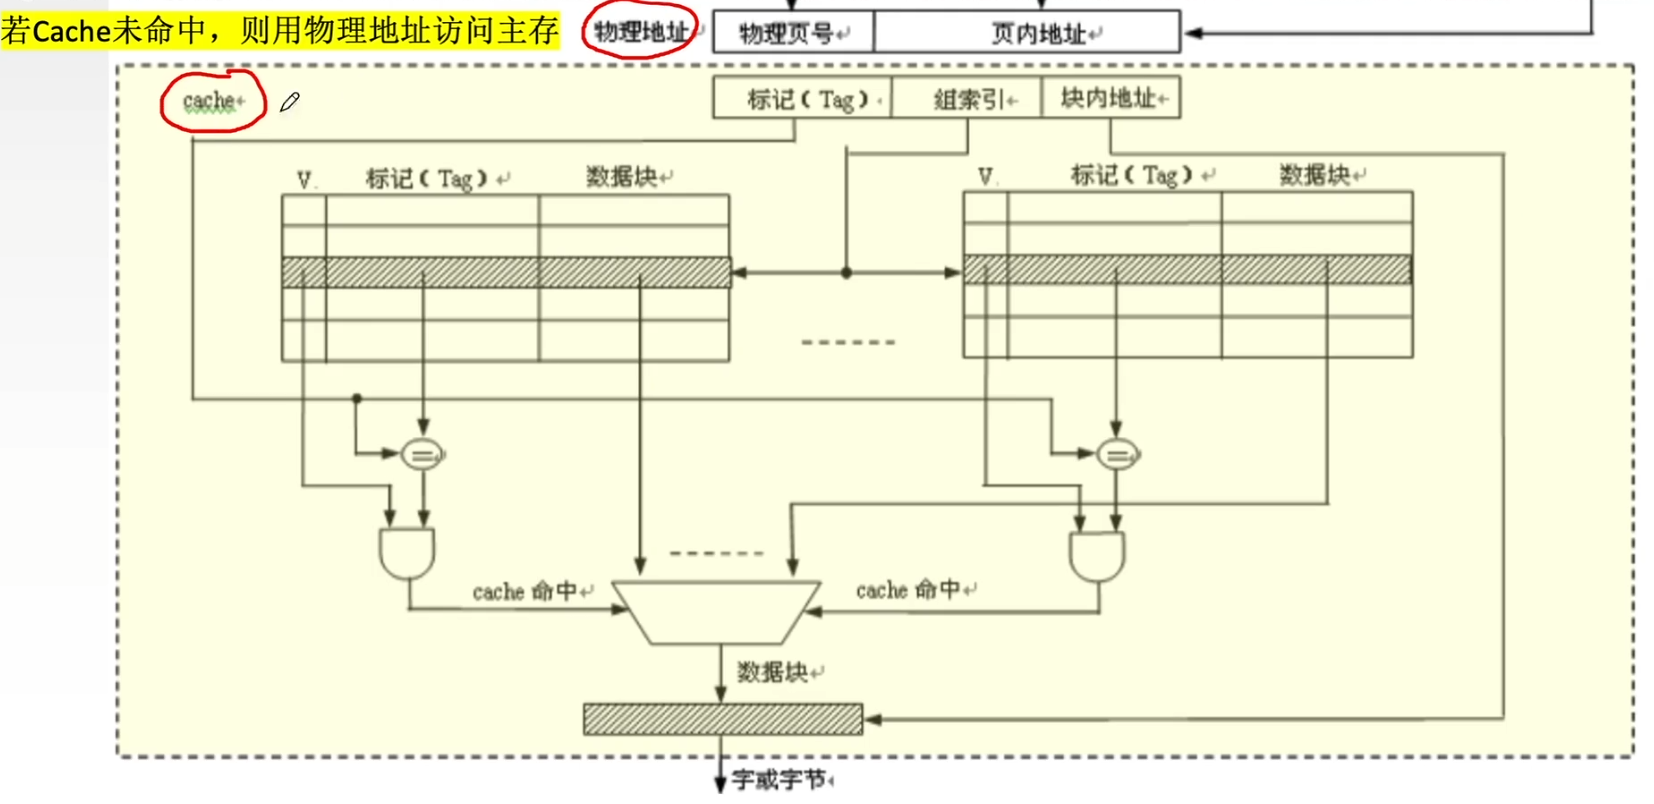 若Cache未命中，则用物理地址访问主存
物理地址 物理页号 页内地址
cache 标记（Tag） 组索引 块内地址
V 标记（Tag） 数据块 V 标记（Tag） 数据块
= =
cache 命中 cache 命中
数据块
字或字节